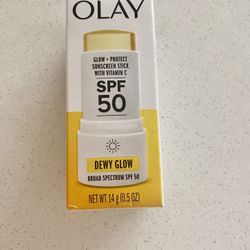 OLAY
GLOW + PROTECT
SUNSCREEN STICK
WITH VITAMIN C
SPF
50
DEWY GLOW
BROAD SPECTRUM SPF 50
NET WT 14 g (0.5 OZ)